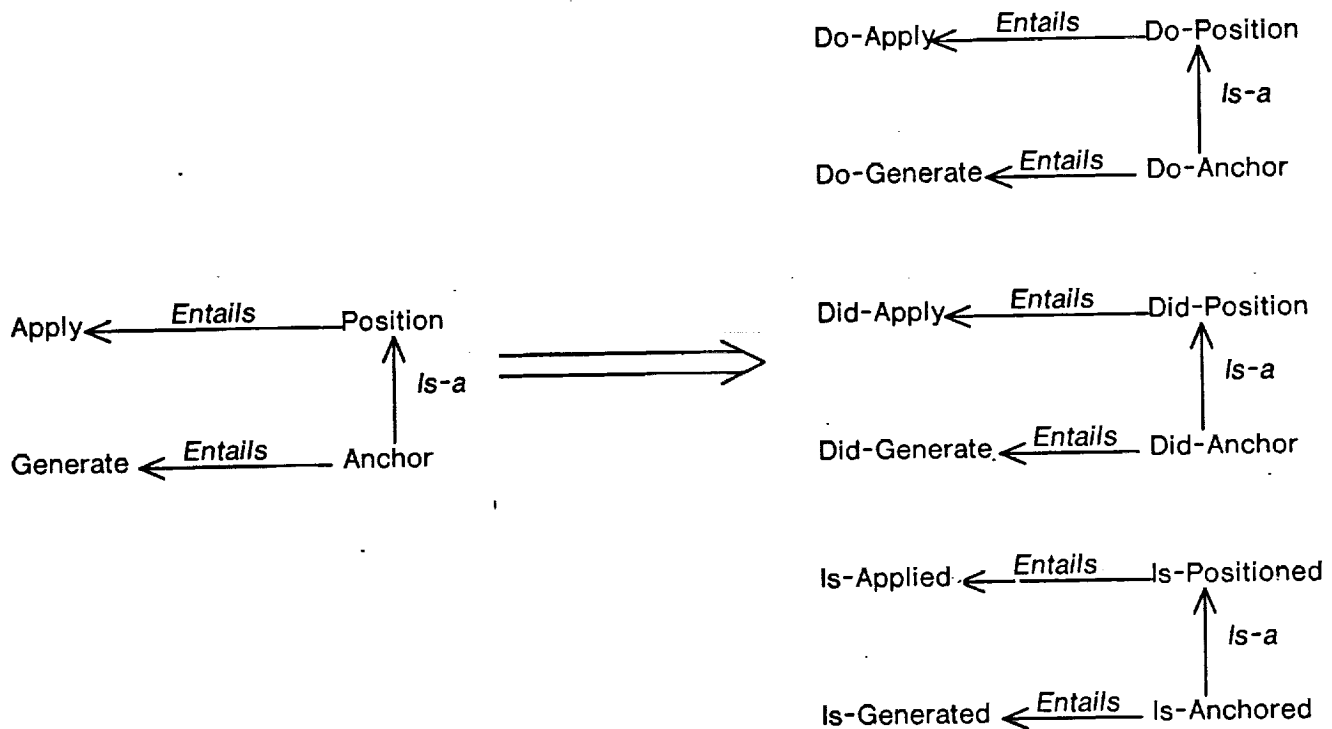 Do-Apply Entails Do-Position
Is-a
Do-Generate Entails Do-Anchor
Apply Entails Position
Is-a
Generate Entails Anchor
Did-Apply Entails Did-Position
Is-a
Did-Generate Entails Did-Anchor
Is-Applied Entails Is-Positioned
Is-a
Is-Generated Entails Is-Anchored